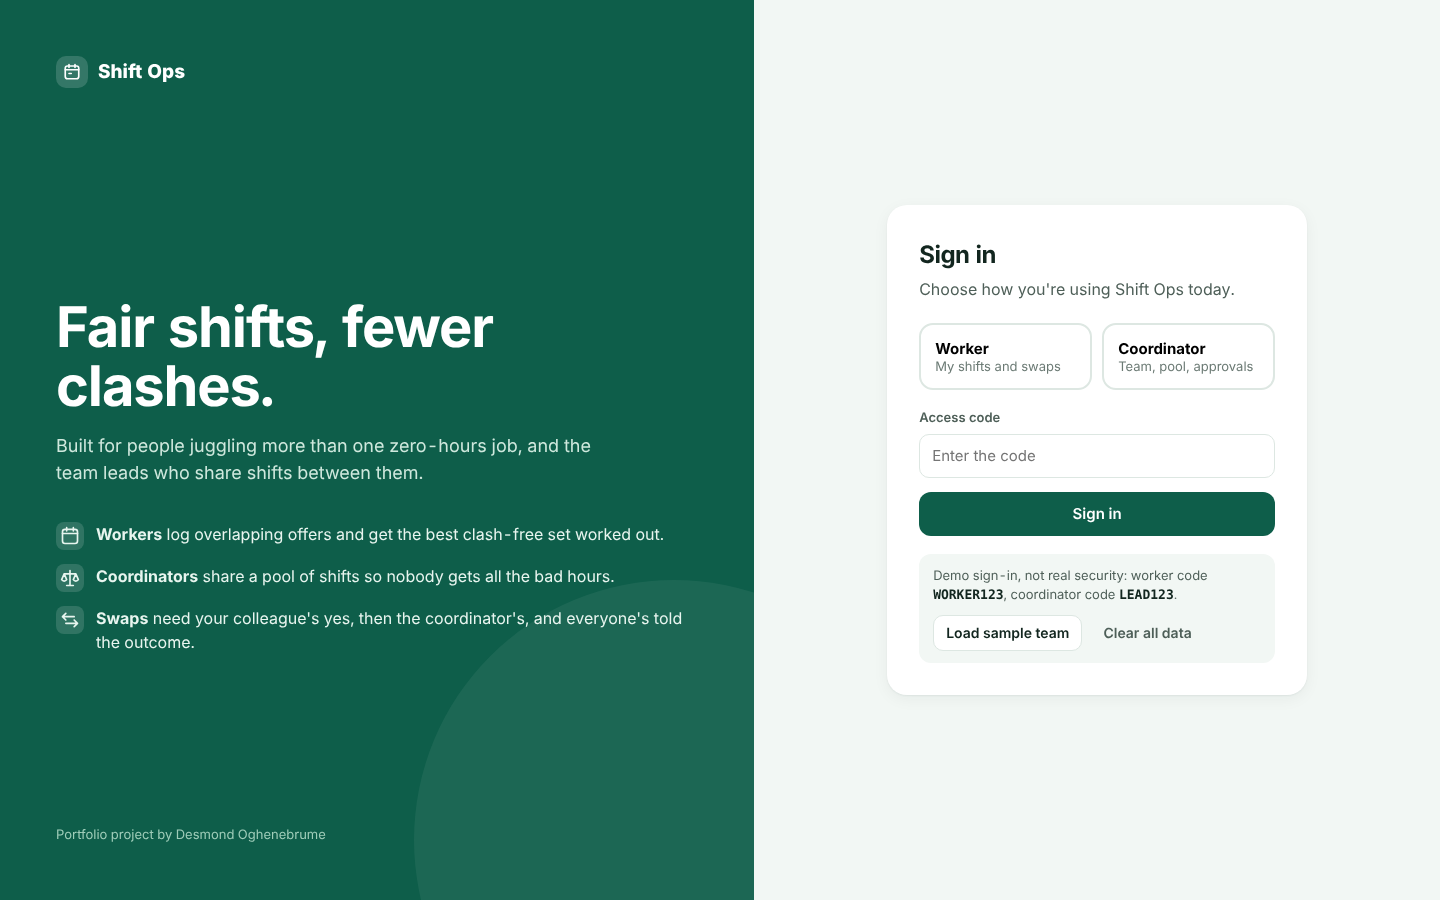 Shift Ops
Fair shifts, fewer
clashes.
Built for people juggling more than one zero-hours job, and the
team leads who share shifts between them.
Workers log overlapping offers and get the best clash-free set worked out.
Coordinators share a pool of shifts so nobody gets all the bad hours.
Swaps need your colleague's yes, then the coordinator's, and everyone's told
the outcome.
Portfolio project by Desmond Oghenebrume
Sign in
Choose how you're using Shift Ops today.
Worker
My shifts and swaps
Coordinator
Team, pool, approvals
Access code
Enter the code
Sign in
Demo sign-in, not real security: worker code
WORKER123, coordinator code LEAD123.
Load sample team
Clear all data